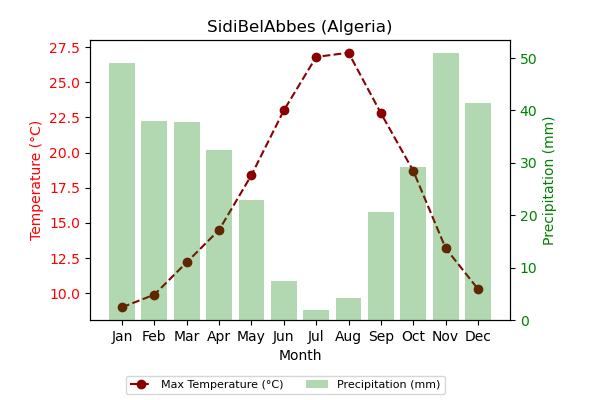 SidiBelAbbes (Algeria)
27.5
25.0
22.5
20.0
17.5
15.0
12.5
10.0
Temperature (°C)
50
40
30
20
10
0
Precipitation (mm)
Jan Feb Mar Apr May Jun Jul Aug Sep Oct Nov Dec
Month
Max Temperature (°C) Precipitation (mm)